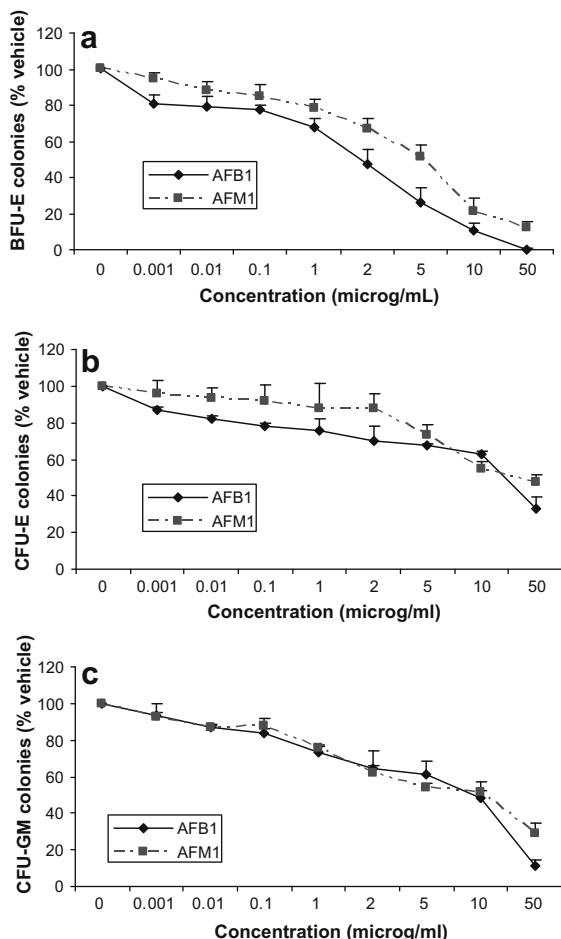 a
BFU-E colonies (% vehicle)
120
100
80
60
40
20
0
AFB1
AFM1
0 0.001 0.01 0.1 1 2 5 10 50
Concentration (microg/mL)
b
CFU-E colonies (% vehicle)
120
100
80
60
40
20
0
AFB1
AFM1
0 0.001 0.01 0.1 1 2 5 10 50
Concentration (microg/ml)
c
CFU-GM colonies (% vehicle)
120
100
80
60
40
20
0
AFB1
AFM1
0 0.001 0.01 0.1 1 2 5 10 50
Concentration (microg/ml)